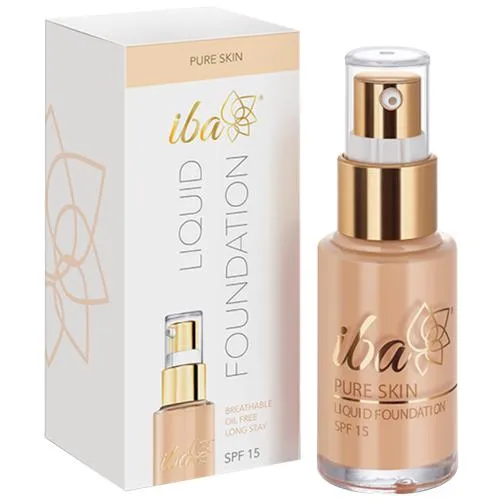 PURE SKIN
iba®
LIQUID
FOUNDATION
BREATHABLE
OIL FREE
LONG STAY
SPF 15
iba
iba®
PURE SKIN
LIQUID FOUNDATION
SPF 15